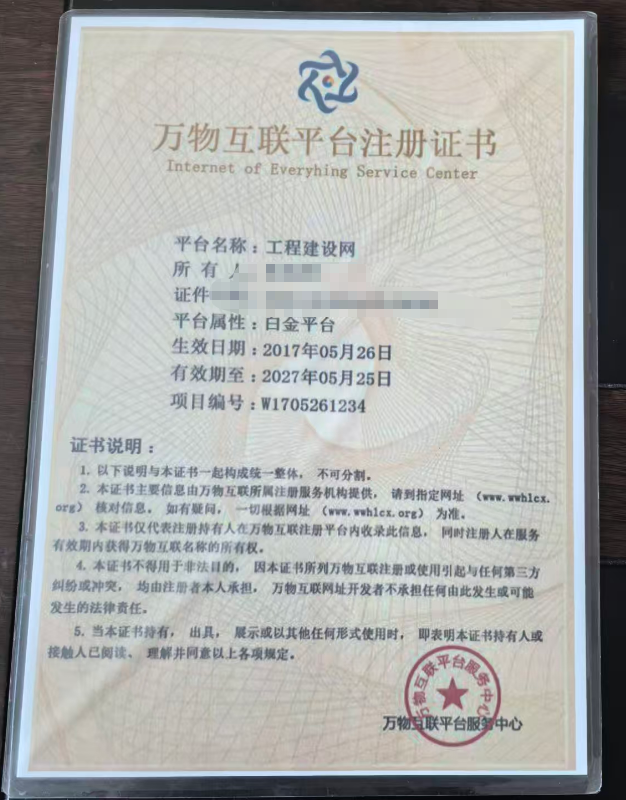 万物互联平台注册证书
Internet of Everyhing Service Center
平台名称：工程建设网
所有人
证件
平台属性：白金平台
生效日期：2017年05月26日
有效期至：2027年05月25日
项目编号：W1705261234
证书说明：
1. 以下说明与本证书一起构成统一整体， 不可分割。
2. 本证书主要信息由万物互联所属注册服务机构提供， 请到指定网址 （www.wwhlcx.
org） 核对信息。如有疑问， 一切根据网址 （www.wwhlcx.org） 为准。
3. 本证书仅代表注册持有人在万物互联注册平台内收录此信息， 同时注册人在服务
有效期内获得万物互联名称的所有权。
4. 本证书不得用于非法目的， 因本证书所列万物互联注册或使用引起与任何第三方
纠纷或冲突， 均由注册者本人承担， 万物互联网址开发者不承担任何由此发生或可能
发生的法律责任。
5. 当本证书持有， 出具， 展示或以其他任何形式使用时， 即表明本证书持有人或
接触人已阅读、 理解并同意以上各项规定。
万物互联平台服务中心
万物互联平台服务中心